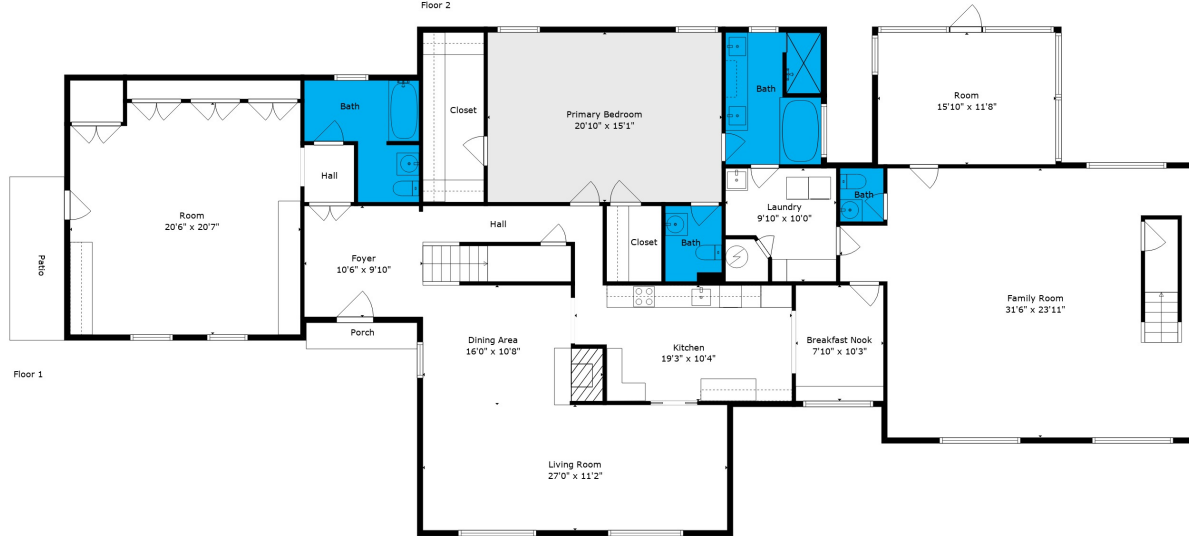 Floor 2
Bath
Closet
Primary Bedroom
20'10" x 15'1"
Bath
Room
15'10" x 11'8"
Hall
Room
20'6" x 20'7"
Hall
Foyer
10'6" x 9'10"
Closet
Bath
Laundry
9'10" x 10'0"
Bath
Family Room
31'6" x 23'11"
Patio
Porch
Dining Area
16'0" x 10'8"
Kitchen
19'3" x 10'4"
Breakfast Nook
7'10" x 10'3"
Floor 1
Living Room
27'0" x 11'2"